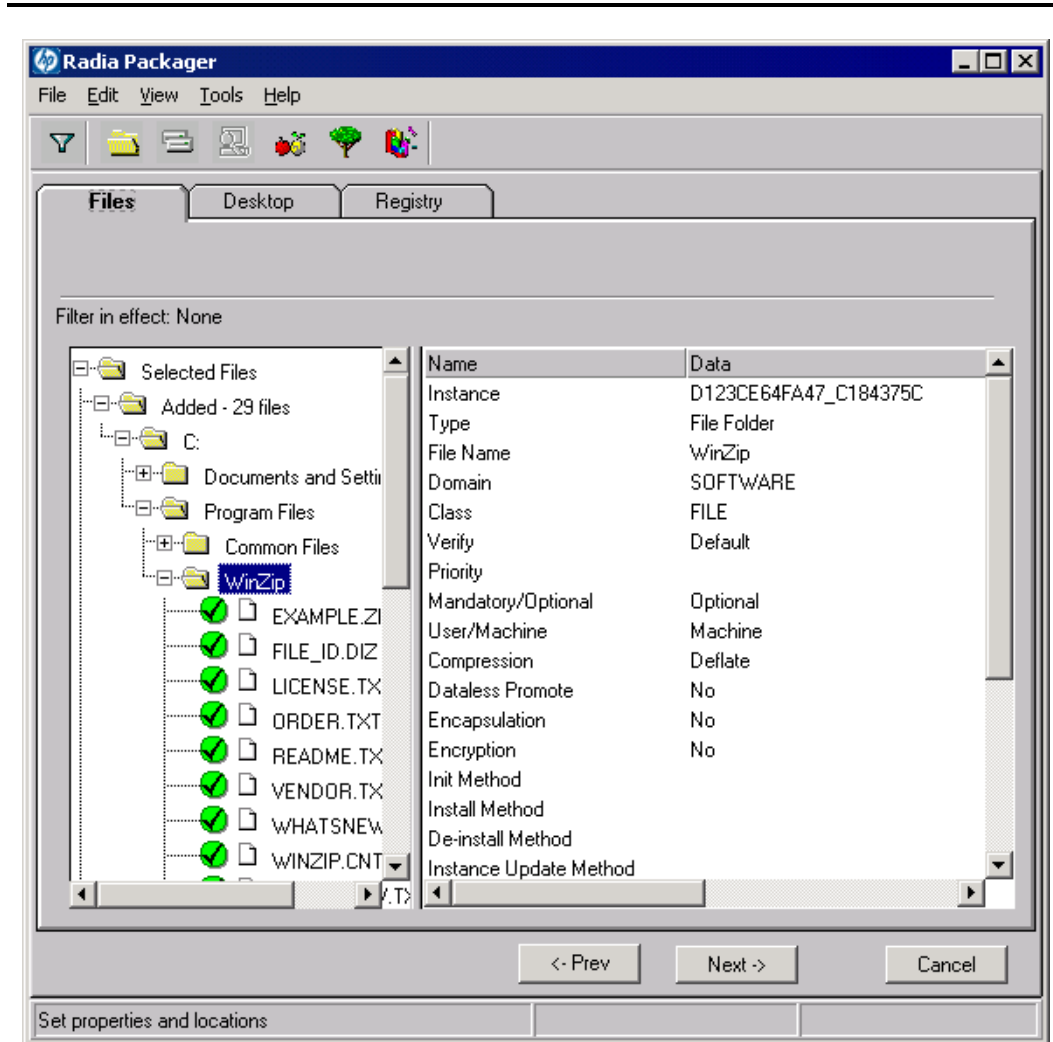 hp Radia Packager
File Edit View Tools Help
Files Desktop Registry
Filter in effect: None
Selected Files
Added - 29 files
C:
Documents and Settin
Program Files
Common Files
WinZip
EXAMPLE.ZI
FILE_ID.DIZ
LICENSE.TX
ORDER.TXT
README.TX
VENDOR.TX
WHATSNEW
WINZIP.CNT
V.TX
Name Data
Instance D123CE64FA47_C184375C
Type File Folder
File Name WinZip
Domain SOFTWARE
Class FILE
Verify Default
Priority
Mandatory/Optional Optional
User/Machine Machine
Compression Deflate
Dataless Promote No
Encapsulation No
Encryption No
Init Method
Install Method
De-install Method
Instance Update Method
<- Prev Next -> Cancel
Set properties and locations